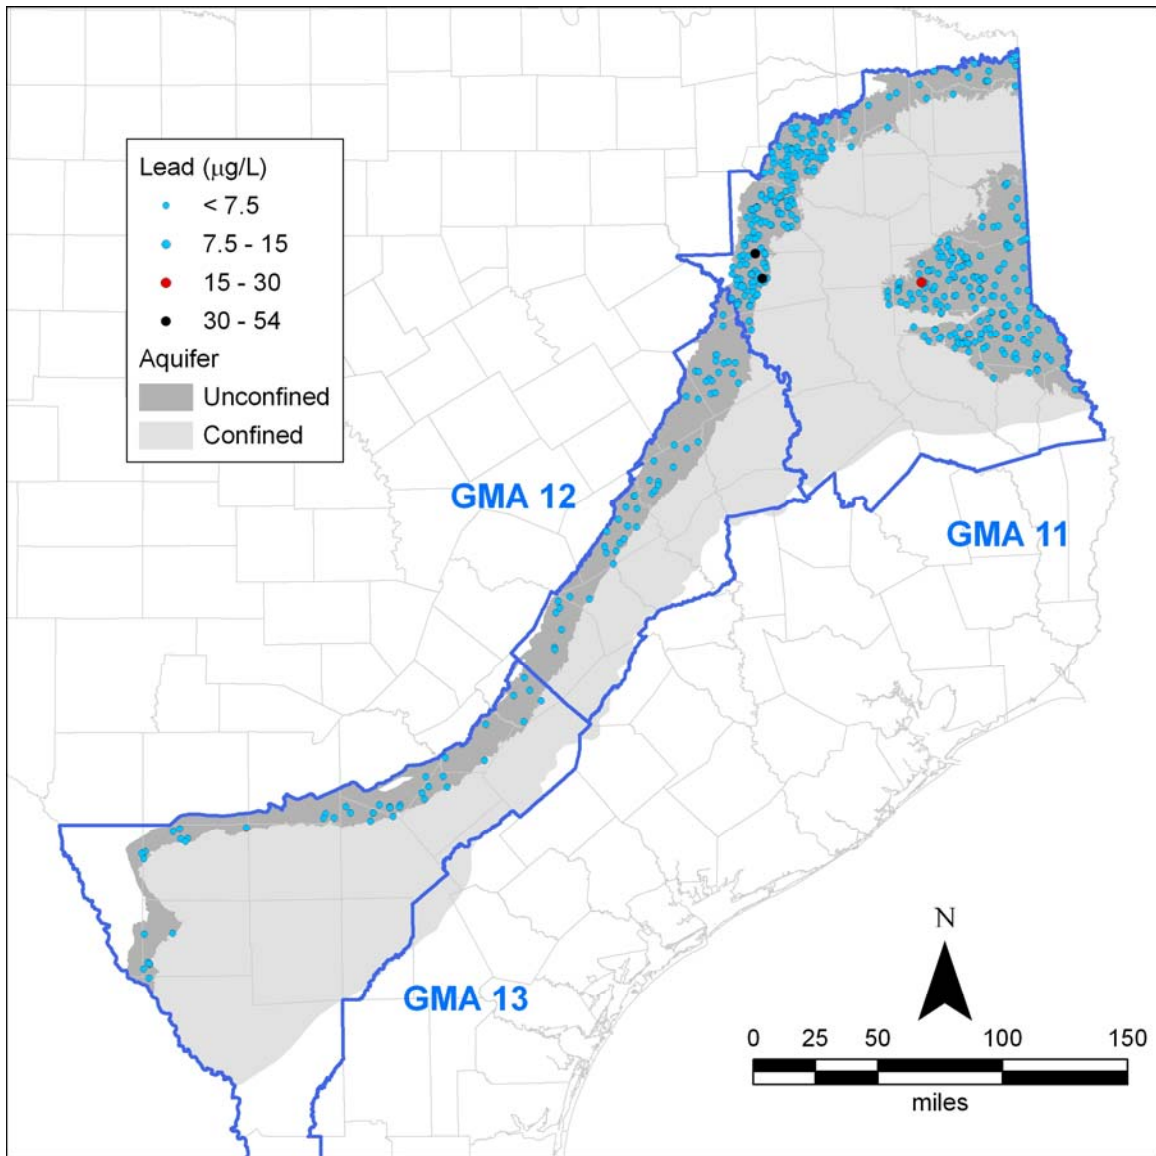 Lead (μg/L)
< 7.5
7.5 - 15
15 - 30
30 - 54
Aquifer
Unconfined
Confined
GMA 12
GMA 11
GMA 13
N
0 25 50 100 150
miles